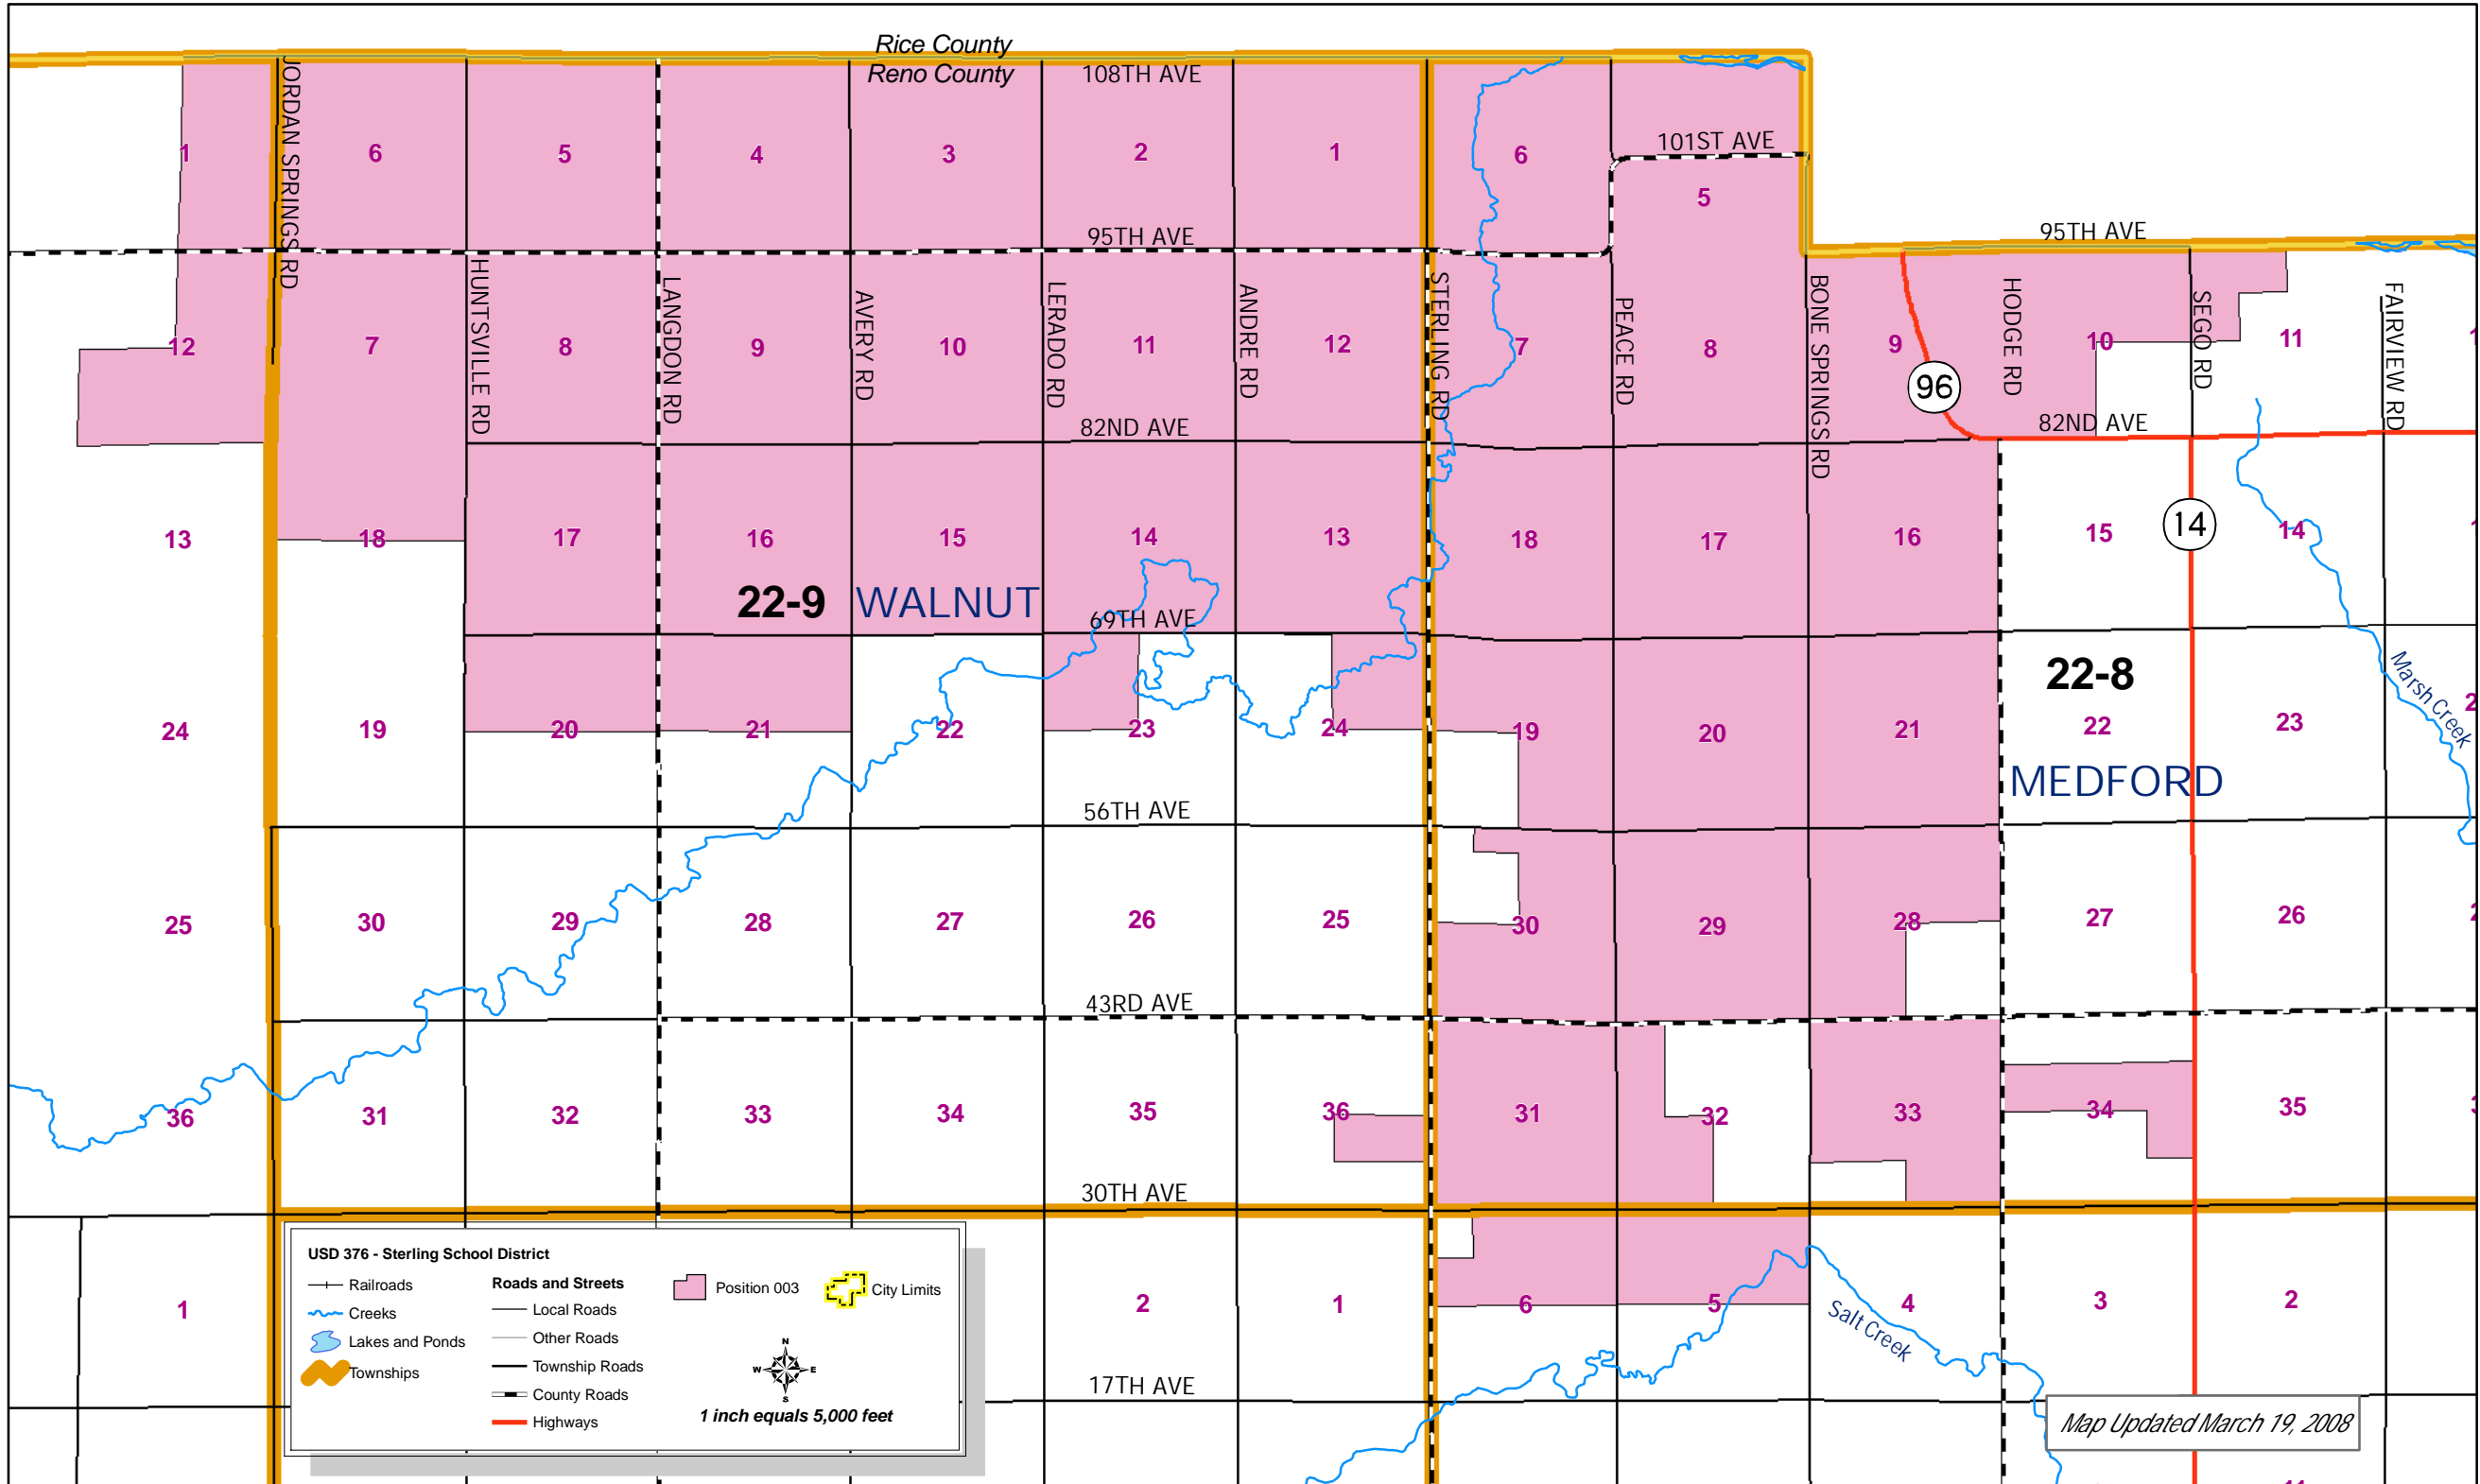 Rice County
Reno County
108TH AVE
101ST AVE
1 6 5 4 3 2 1 6
5
95TH AVE
95TH AVE
JORDAN SPRINGS RD
HUNTSVILLE RD
LANGDON RD
AVERY RD
LERADO RD
ANDRE RD
STERLING RD
PEACE RD
BONE SPRINGS RD
HODGE RD
SEGO RD
FAIRVIEW RD
12 7 8 9 10 11 12 7 8 9 10 11
96
82ND AVE
82ND AVE
13 18 17 16 15 14 13 18 17 16 15 14
14
22-9 WALNUT
69TH AVE
22-8
Marsh Creek
24 19 20 21 22 23 24 19 20 21 22 23
MEDFORD
56TH AVE
25 30 29 28 27 26 25 30 29 28 27 26
43RD AVE
36 31 32 33 34 35 36 31 32 33 34 35
30TH AVE
1 2 1 6 5 4 3 2
Salt Creek
17TH AVE
USD 376 - Sterling School District
Railroads
Creeks
Lakes and Ponds
Townships
Roads and Streets
Local Roads
Other Roads
Township Roads
County Roads
Highways
Position 003
City Limits
N
W E
S
1 inch equals 5,000 feet
Map Updated March 19, 2008